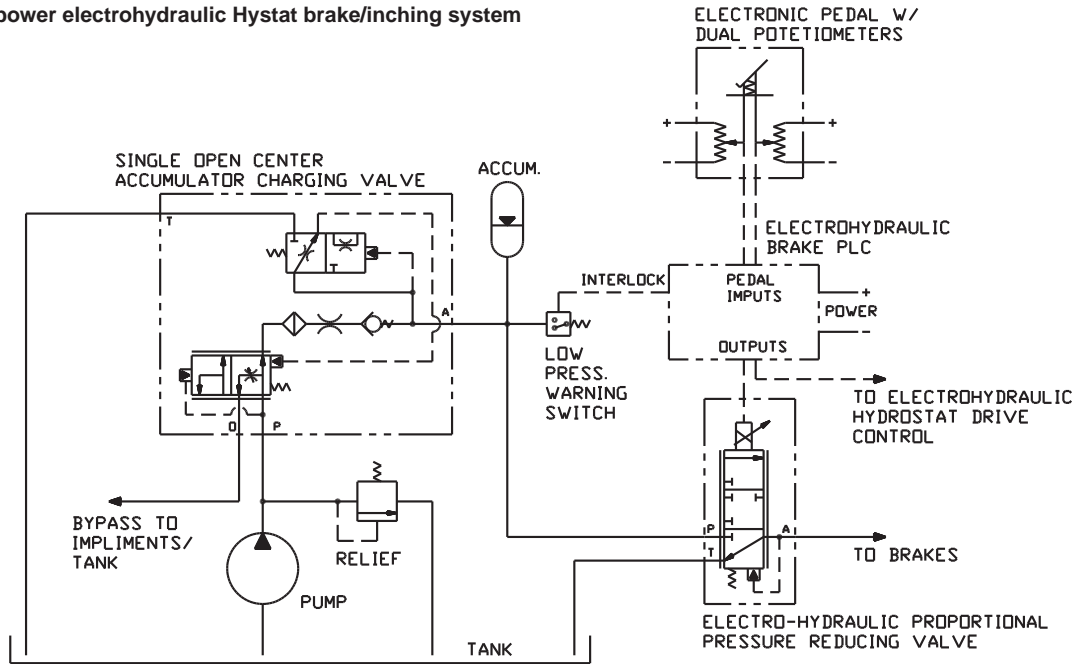 power electrohydraulic Hystat brake/inching system
ELECTRONIC PEDAL W/
DUAL POTETIOMETERS
+
+
-
-
SINGLE OPEN CENTER
ACCUMULATOR CHARGING VALVE
ACCUM.
T
ELECTROHYDRAULIC
BRAKE PLC
INTERLOCK
PEDAL
IMPUTS
+
POWER
-
OUTPUTS
A
LOW
PRESS.
WARNING
SWITCH
TO ELECTROHYDRAULIC
HYDROSTAT DRIVE
CONTROL
O
P
BYPASS TO
IMPLIMENTS/
TANK
RELIEF
PUMP
P
A
T
TO BRAKES
ELECTRO-HYDRAULIC PROPORTIONAL
PRESSURE REDUCING VALVE
TANK